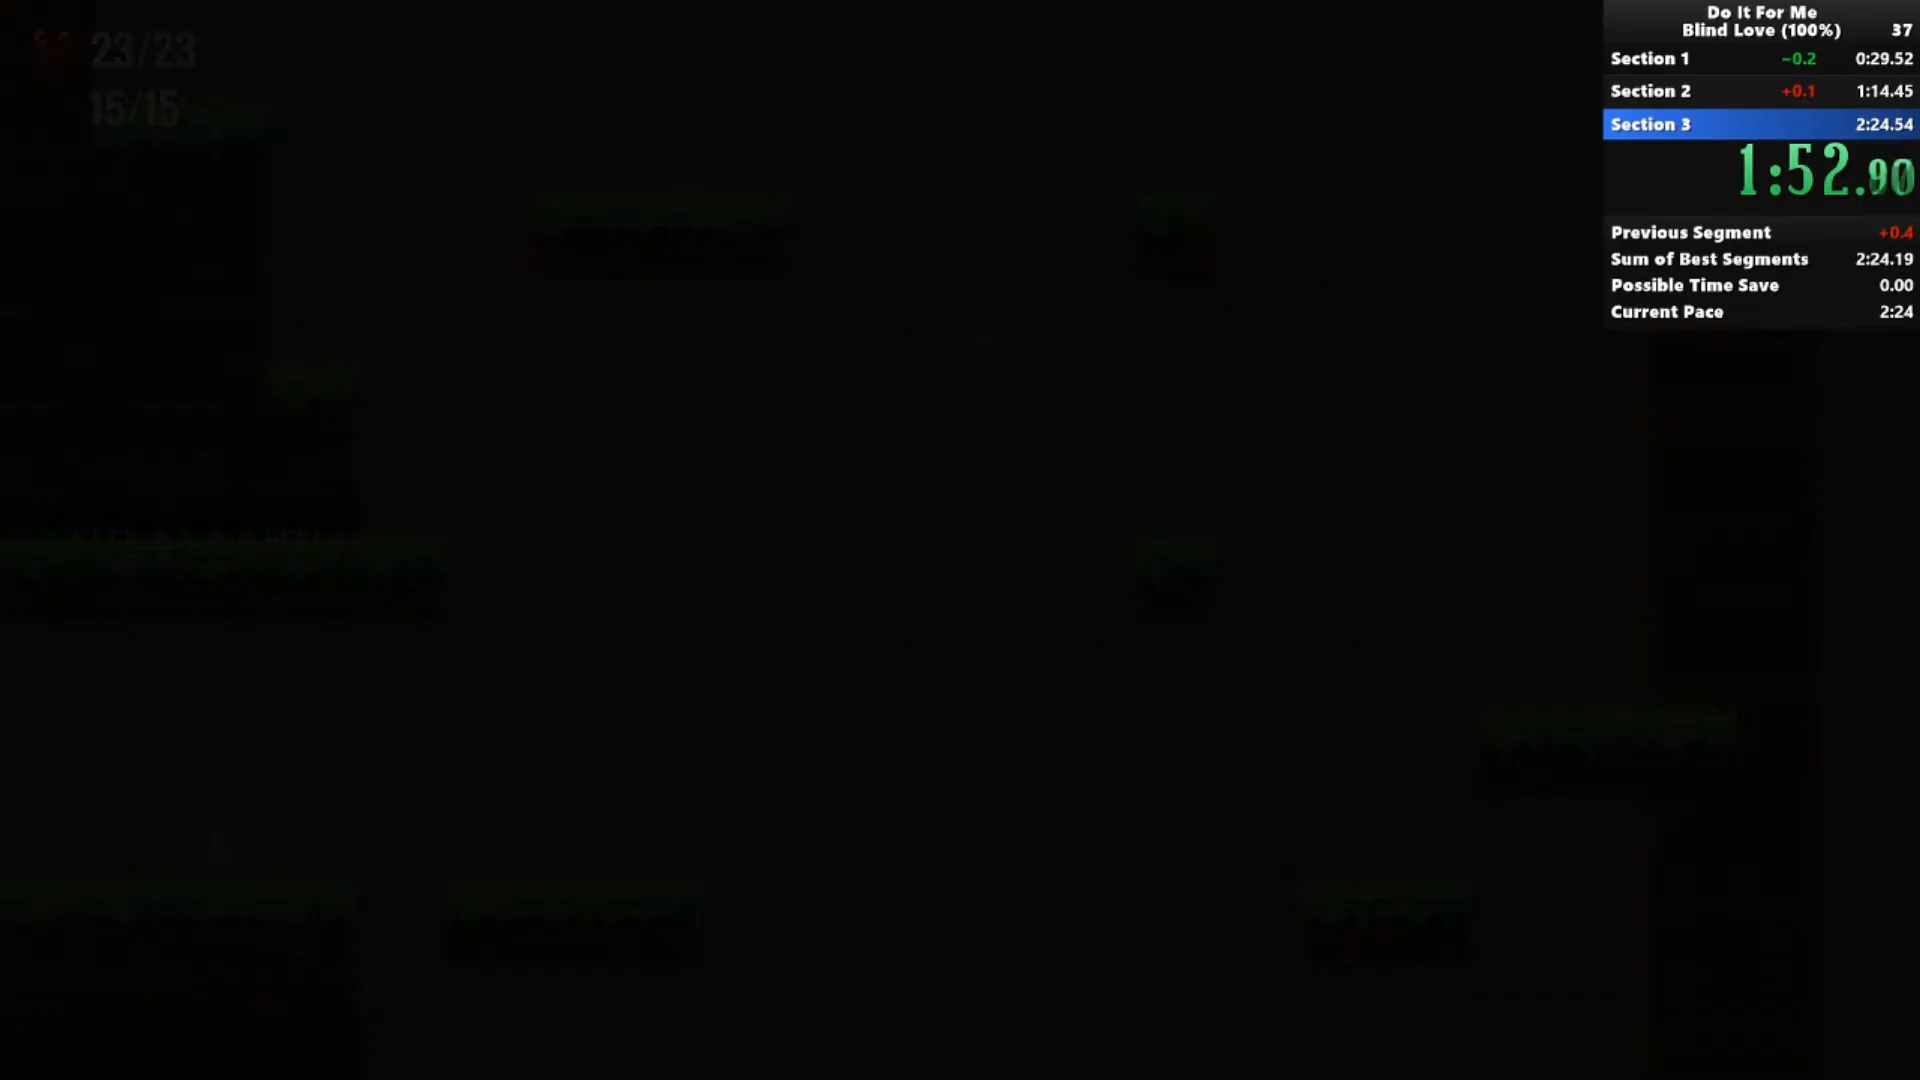 23/23
15/15
Do It For Me
Blind Love (100%) 37
Section 1 -0.2 0:29.52
Section 2 +0.1 1:14.45
Section 3 2:24.54
1:52.90
Previous Segment +0.4
Sum of Best Segments 2:24.19
Possible Time Save 0.00
Current Pace 2:24